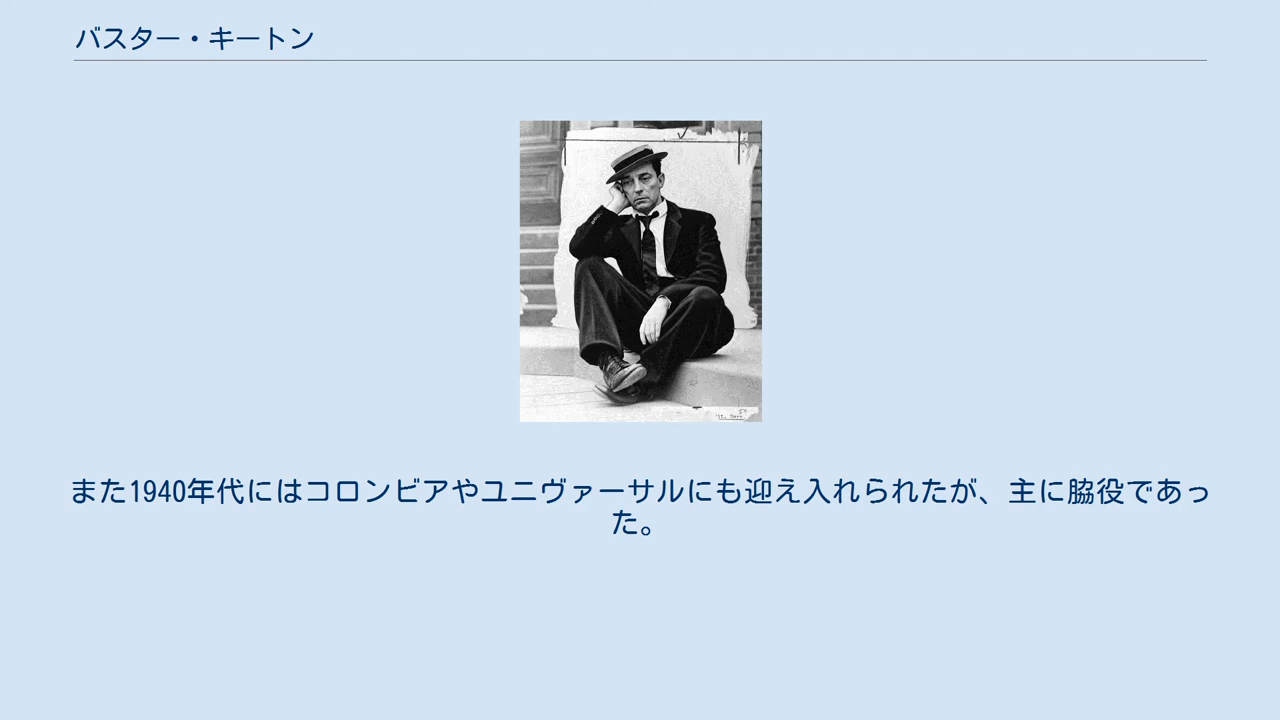 バスター・キートン
また1940年代にはコロンビアやユニヴァーサルにも迎え入れられたが、主に脇役であっ
た。